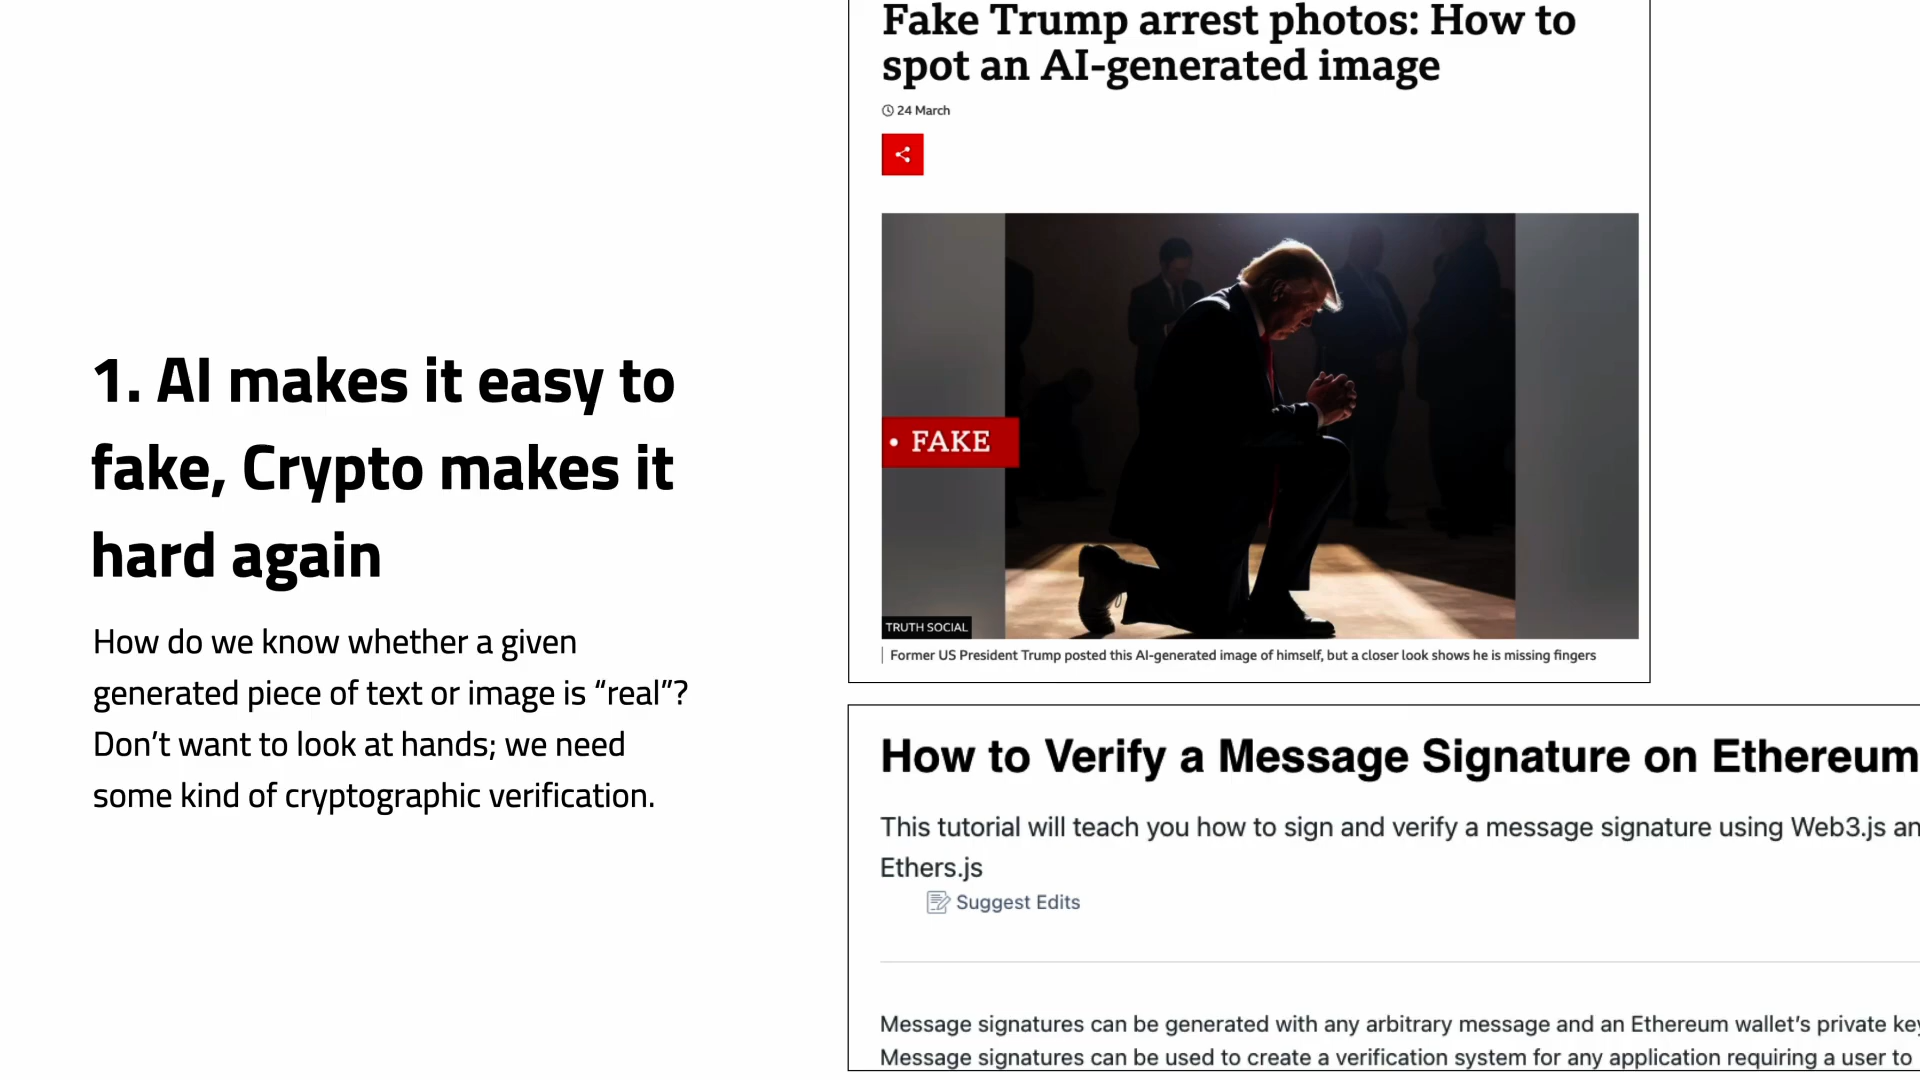 1. AI makes it easy to
fake, Crypto makes it
hard again
How do we know whether a given
generated piece of text or image is “real”?
Don’t want to look at hands; we need
some kind of cryptographic verification.
Fake Trump arrest photos: How to
spot an AI-generated image
24 March
• FAKE
TRUTH SOCIAL
Former US President Trump posted this AI-generated image of himself, but a closer look shows he is missing fingers
How to Verify a Message Signature on Ethereum
This tutorial will teach you how to sign and verify a message signature using Web3.js an
Ethers.js
Suggest Edits
Message signatures can be generated with any arbitrary message and an Ethereum wallet’s private key
Message signatures can be used to create a verification system for any application requiring a user to